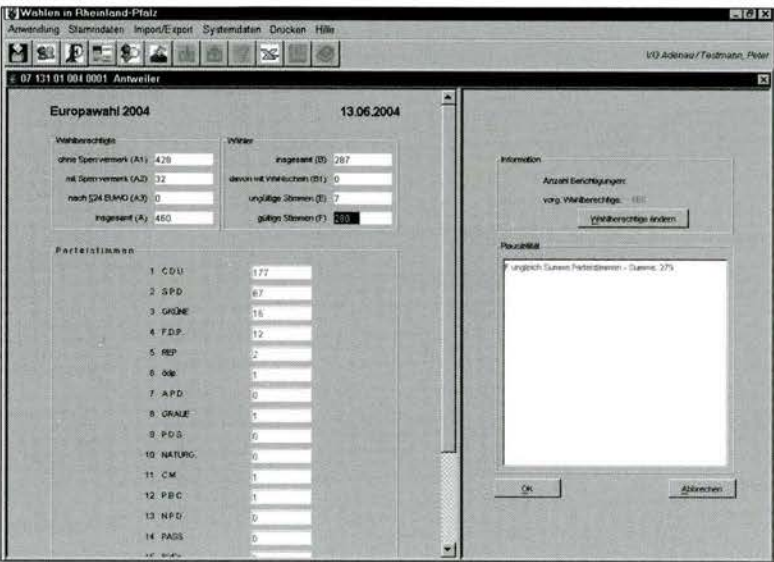 Wahlen in Rheinland-Pfalz
Anwendung Stammdaten Import/Export Systemdaten Drucken Hilfe
VG Adenau / Testmann, Peter
07 131 01 004 0001 Antweiler
Europawahl 2004 13.06.2004
Wahlberechtigte
ohne Sperrvermerk (A1) 428
mit Sperrvermerk (A2) 32
nach §24 EuWO (A3) 0
insgesamt (A) 460
Wähler
insgesamt (B) 287
davon mit Wahlschein (B1) 0
ungültige Stimmen (E) 7
gültige Stimmen (F) 280
Parteistimmen
1 CDU 177
2 SPD 67
3 GRÜNE 16
4 F.D.P. 12
5 REP 2
6 ödp 1
7 APD 0
8 GRAUE 1
9 PDS 0
10 NATURG. 0
11 CM 1
12 PBC 1
13 NPD 0
14 PASS 0
Information
Anzahl Berichtigungen:
vorg. Wahlberechtigte: 460
Wahlberechtigte ändern
Plausibilität
F ungleich Summe Parteistimmen - Summe: 279
OK
Abbrechen